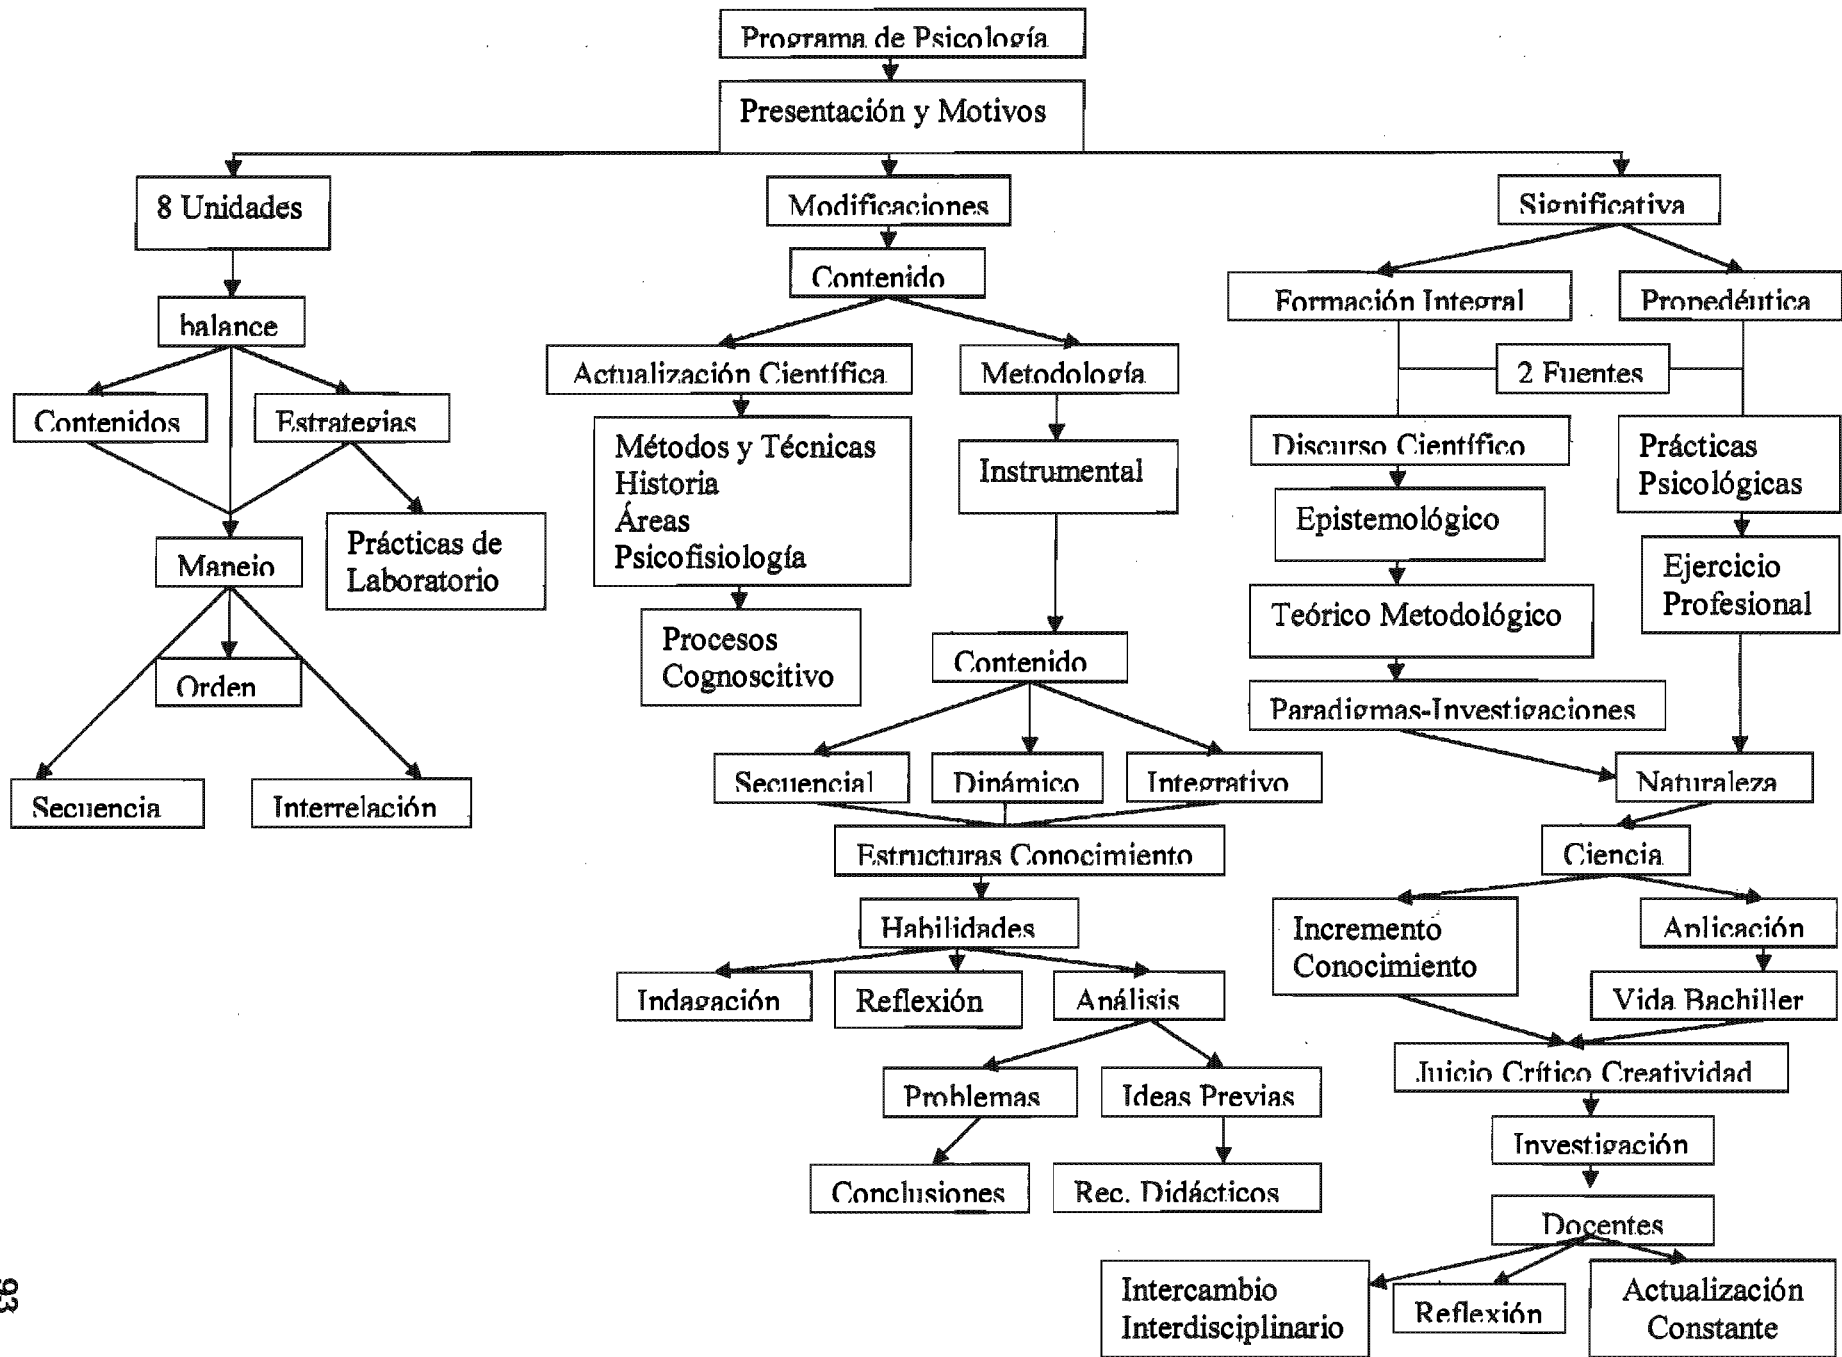 Programa de Psicología
Presentación y Motivos
8 Unidades
Modificaciones
Significativa
Contenido
Formación Integral
Propedéutica
balance
2 Fuentes
Actualización Científica
Metodología
Contenidos
Estrategias
Métodos y Técnicas
Historia
Áreas
Psicofisiología
Instrumental
Discurso Científico
Prácticas
Psicológicas
Epistemológico
Manejo
Prácticas de
Laboratorio
Ejercicio
Profesional
Teórico Metodológico
Procesos
Cognoscitivo
Contenido
Orden
Paradigmas-Investigaciones
Secuencia
Interrelación
Secuencial
Dinámico
Integrativo
Naturaleza
Estructuras Conocimiento
Ciencia
Habilidades
Incremento
Conocimiento
Aplicación
Indagación
Reflexión
Análisis
Vida Bachiller
Juicio Crítico Creatividad
Problemas
Ideas Previas
Investigación
Conclusiones
Rec. Didácticos
Docentes
Intercambio
Interdisciplinario
Reflexión
Actualización
Constante
93